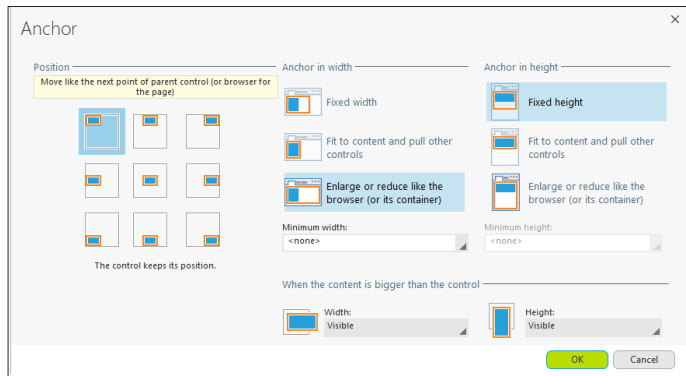 Anchor
Position
Move like the next point of parent control (or browser for
the page)
The control keeps its position.
Anchor in width
Fixed width
Fit to content and pull other
controls
Enlarge or reduce like the
browser (or its container)
Minimum width:
<none>
Anchor in height
Fixed height
Fit to content and pull other
controls
Enlarge or reduce like the
browser (or its container)
Minimum height:
<none>
When the content is bigger than the control
Width:
Visible
Height:
Visible
OK
Cancel